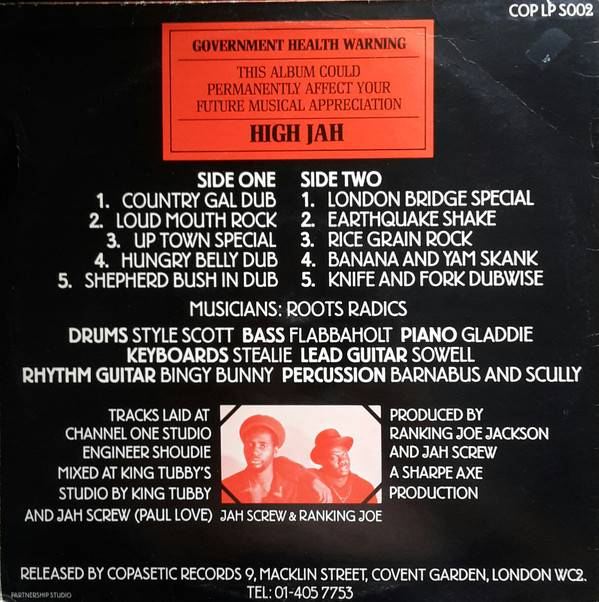 COP LP S002
GOVERNMENT HEALTH WARNING
THIS ALBUM COULD
PERMANENTLY AFFECT YOUR
FUTURE MUSICAL APPRECIATION
HIGH JAH
SIDE ONE
1. COUNTRY GAL DUB
2. LOUD MOUTH ROCK
3. UP TOWN SPECIAL
4. HUNGRY BELLY DUB
5. SHEPHERD BUSH IN DUB
SIDE TWO
1. LONDON BRIDGE SPECIAL
2. EARTHQUAKE SHAKE
3. RICE GRAIN ROCK
4. BANANA AND YAM SKANK
5. KNIFE AND FORK DUBWISE
MUSICIANS: ROOTS RADICS
DRUMS STYLE SCOTT BASS FLABBAHOLT PIANO GLADDIE
KEYBOARDS STEALIE LEAD GUITAR SOWELL
RHYTHM GUITAR BINGY BUNNY PERCUSSION BARNABUS AND SCULLY
TRACKS LAID AT
CHANNEL ONE STUDIO
ENGINEER SHOUDIE
MIXED AT KING TUBBY'S
STUDIO BY KING TUBBY
AND JAH SCREW (PAUL LOVE)
JAH SCREW & RANKING JOE
PRODUCED BY
RANKING JOE JACKSON
AND JAH SCREW
A SHARPE AXE
PRODUCTION
RELEASED BY COPASETIC RECORDS 9, MACKLIN STREET, COVENT GARDEN, LONDON WC2.
TEL: 01-405 7753
PARTNERSHIP STUDIO